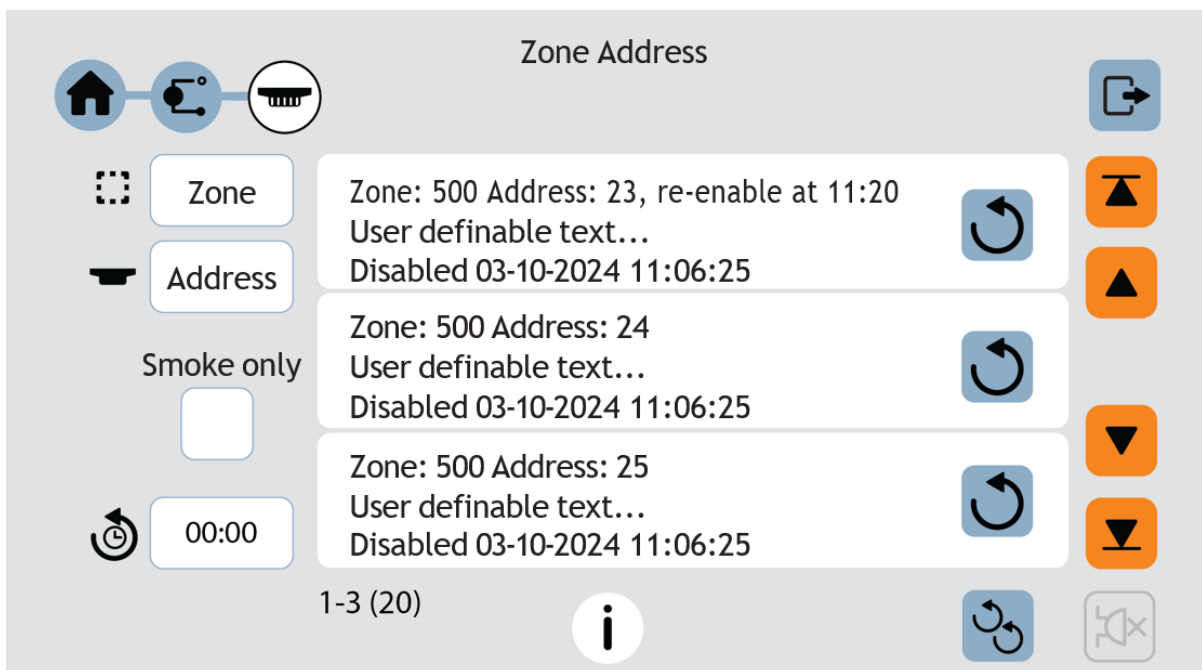 Zone Address
Zone
Address
Smoke only
00:00
Zone: 500 Address: 23, re-enable at 11:20
User definable text...
Disabled 03-10-2024 11:06:25
Zone: 500 Address: 24
User definable text...
Disabled 03-10-2024 11:06:25
Zone: 500 Address: 25
User definable text...
Disabled 03-10-2024 11:06:25
1-3 (20)
i